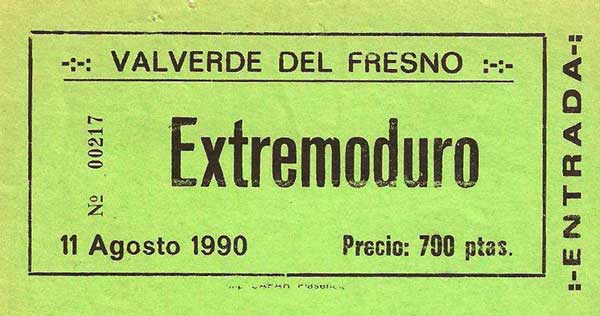 -:-: VALVERDE DEL FRESNO :-:-
Nº 00217
Extremoduro
11 Agosto 1990
Precio: 700 ptas.
:-:-ENTRADA-:-: